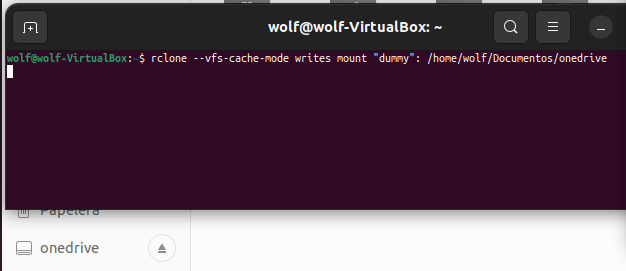 wolf@wolf-VirtualBox: ~
wolf@wolf-VirtualBox:~$ rclone --vfs-cache-mode writes mount "dummy": /home/wolf/Documentos/onedrive
Papelera
onedrive